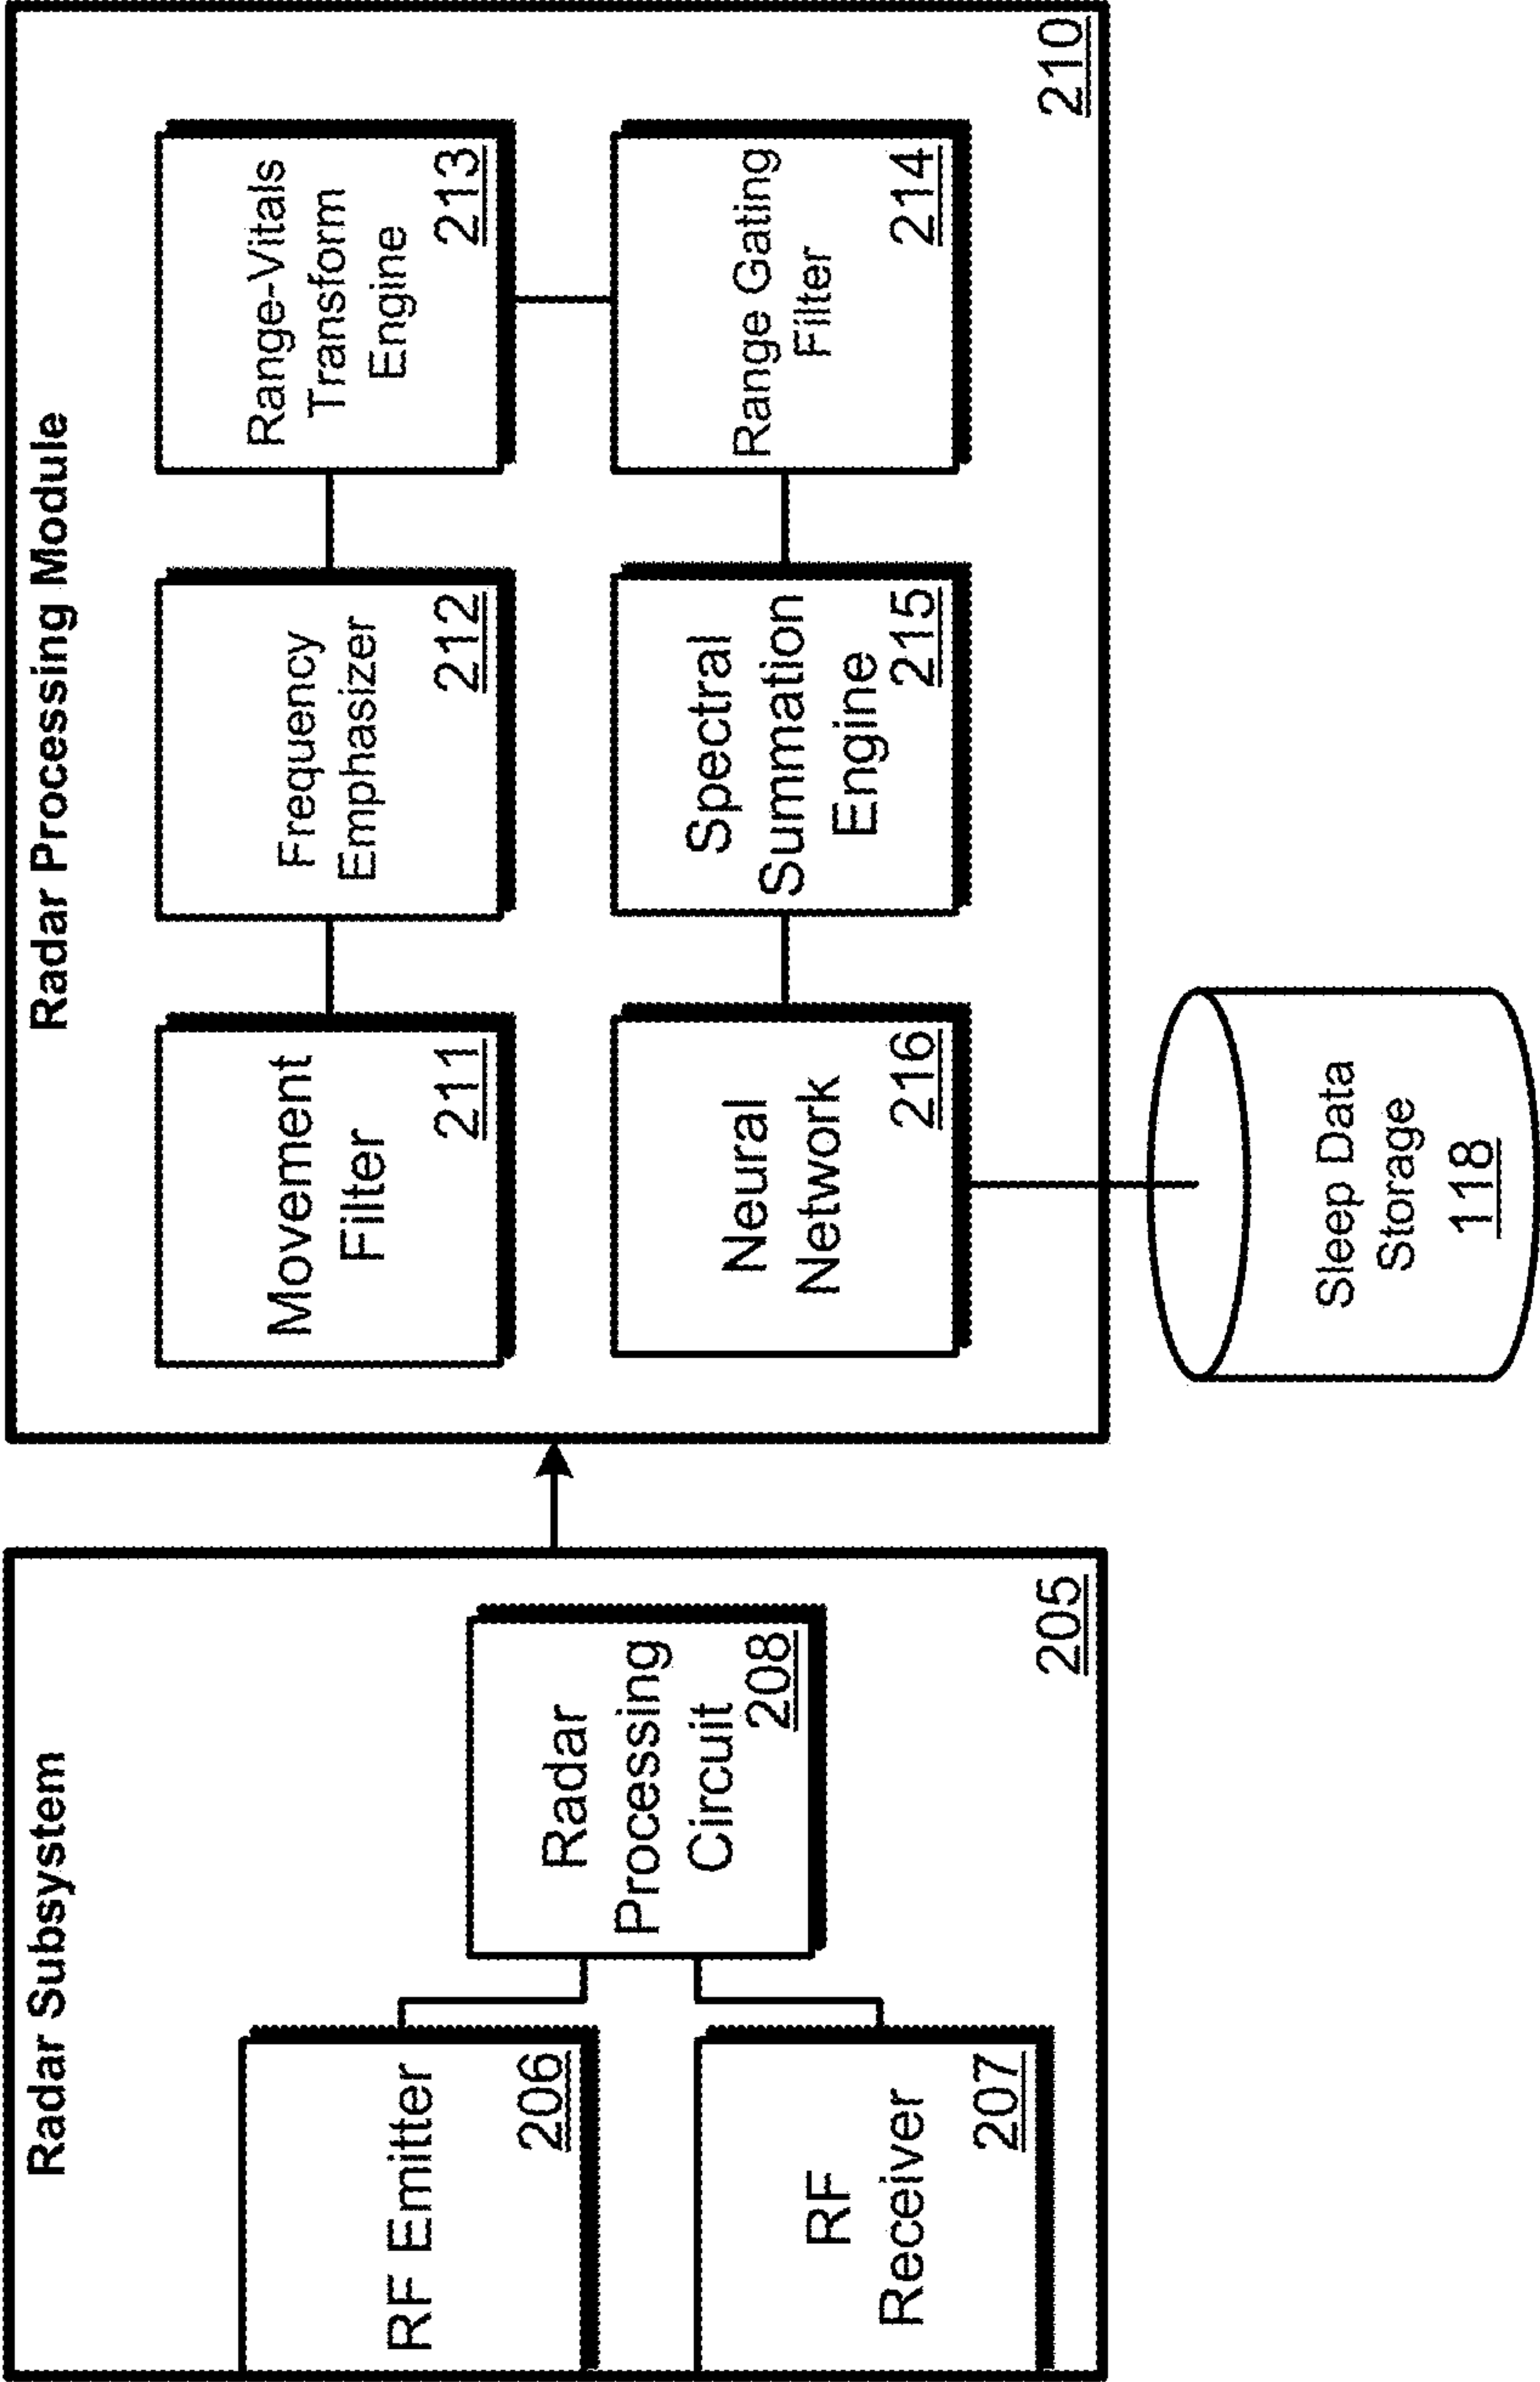 Radar Subsystem
RF Emitter
206
RF
Receiver
207
Radar
Processing
Circuit
208
205
Radar Processing Module
Movement
Filter
211
Frequency
Emphasizer
212
Range-Vitals
Transform
Engine
213
Neural
Network
216
Spectral
Summation
Engine
215
Range Gating
Filter
214
210
Sleep Data
Storage
118